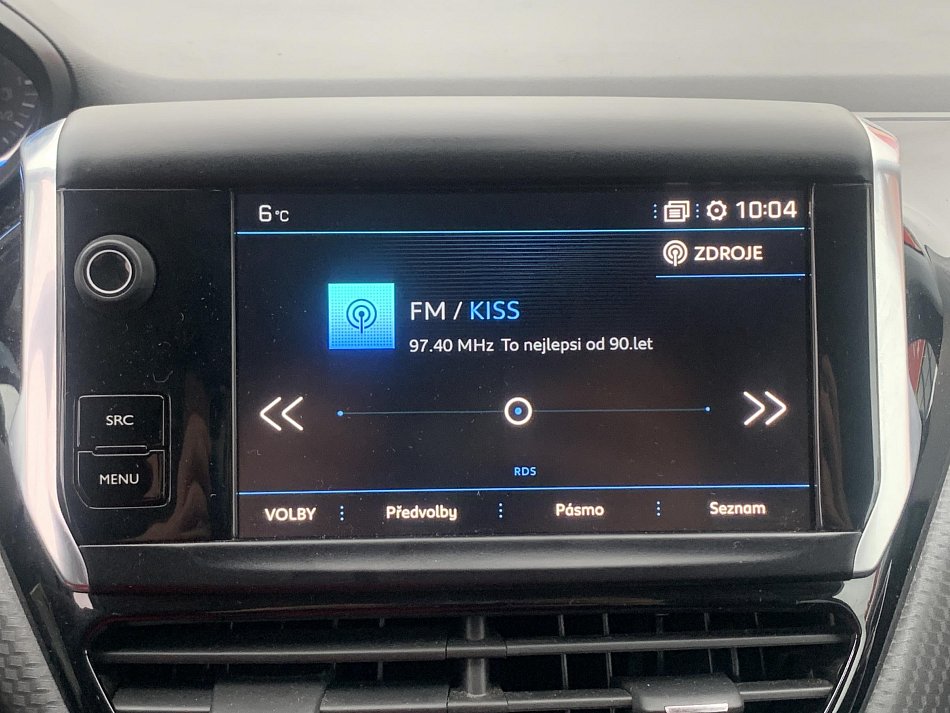 6°C 10:04
ZDROJE
FM / KISS
97.40 MHz To nejlepsi od 90.let
SRC
RDS
MENU
VOLBY Předvolby Pásmo Seznam